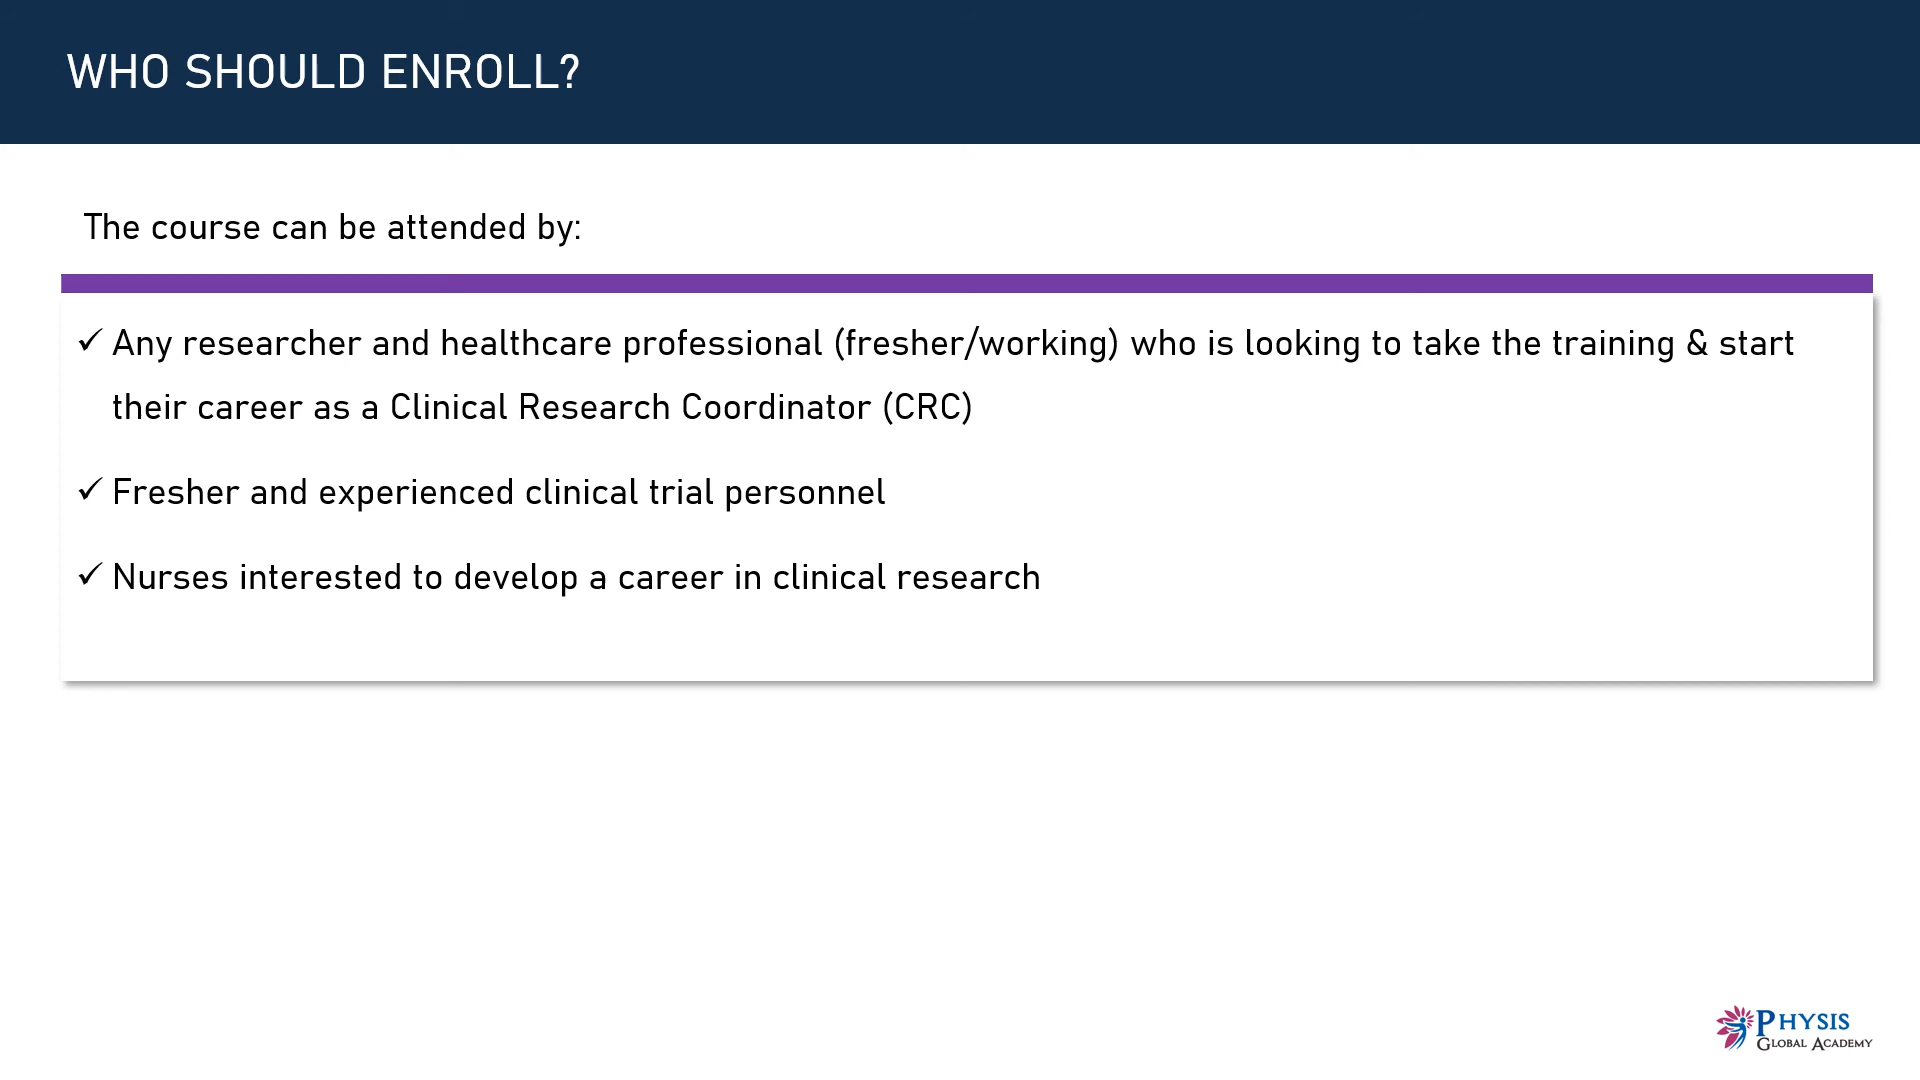 WHO SHOULD ENROLL?
The course can be attended by:
✓ Any researcher and healthcare professional (fresher/working) who is looking to take the training & start
their career as a Clinical Research Coordinator (CRC)
✓ Fresher and experienced clinical trial personnel
✓ Nurses interested to develop a career in clinical research
PHYSIS
GLOBAL ACADEMY